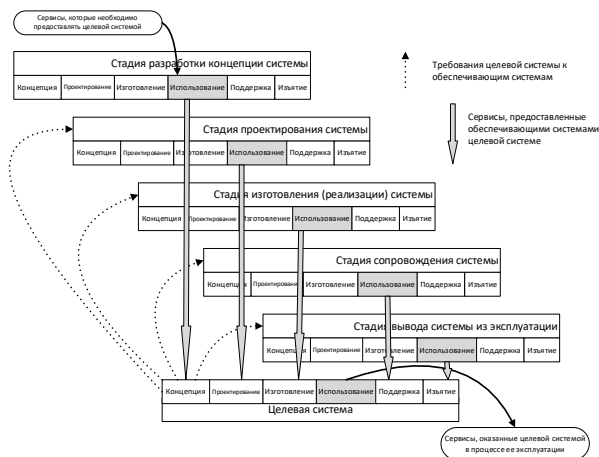 Сервисы, которые необходимо
предоставлять целевой системой
Стадия разработки концепции системы
Концепция Проектирование Изготовление Использование Поддержка Изъятие
Требования целевой системы к
обеспечивающим системам
Сервисы, предоставленные
обеспечивающими системами
целевой системе
Стадия проектирования системы
Концепция Проектирование Изготовление Использование Поддержка Изъятие
Стадия изготовления (реализации) системы
Концепция Проектирование Изготовление Использование Поддержка Изъятие
Стадия сопровождения системы
Концепция Проектирование Изготовление Использование Поддержка Изъятие
Стадия вывода системы из эксплуатации
Концепция Проектирование Изготовление Использование Поддержка Изъятие
Концепция Проектирование Изготовление Использование Поддержка Изъятие
Целевая система
Сервисы, оказанные целевой системой
в процессе ее эксплуатации